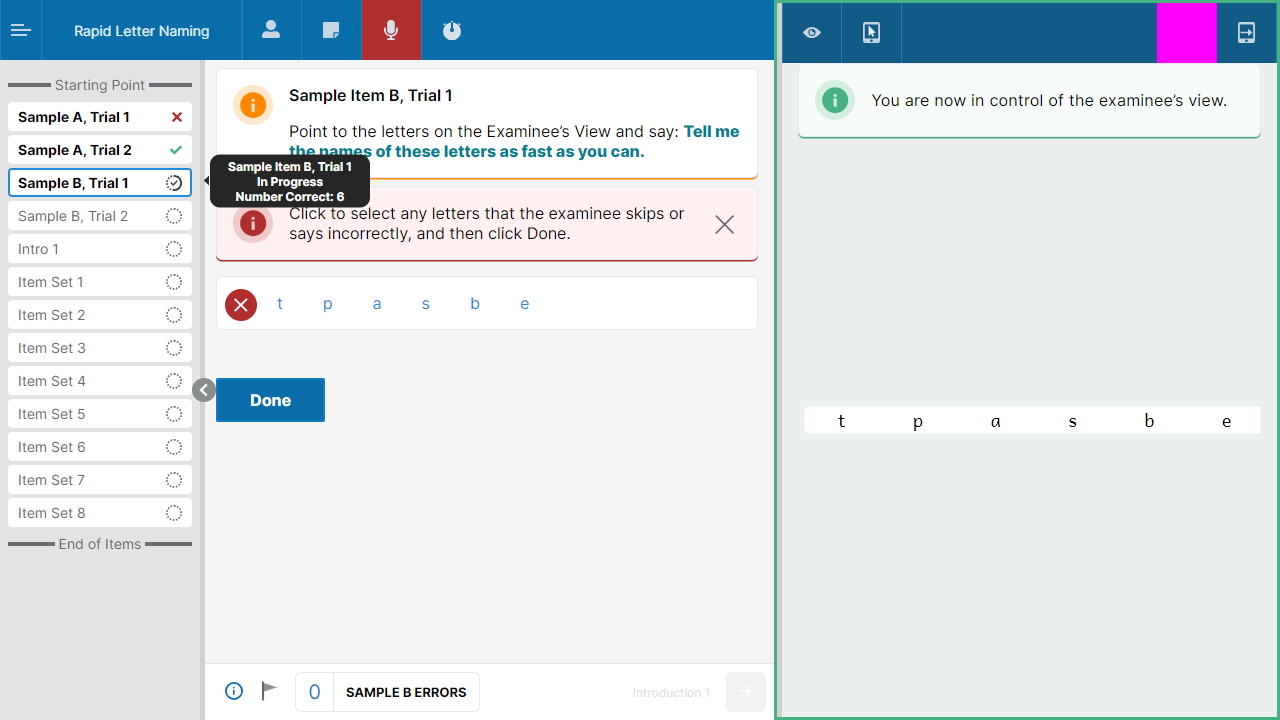 Rapid Letter Naming
Starting Point
Sample A, Trial 1
Sample A, Trial 2
Sample B, Trial 1
Sample B, Trial 2
Intro 1
Item Set 1
Item Set 2
Item Set 3
Item Set 4
Item Set 5
Item Set 6
Item Set 7
Item Set 8
End of Items
Sample Item B, Trial 1
In Progress
Number Correct: 6
Sample Item B, Trial 1
Point to the letters on the Examinee's View and say: Tell me
the names of these letters as fast as you can.
Click to select any letters that the examinee skips or
says incorrectly, and then click Done.
t p a s b e
Done
0 SAMPLE B ERRORS
Introduction 1
You are now in control of the examinee's view.
t p a s b e